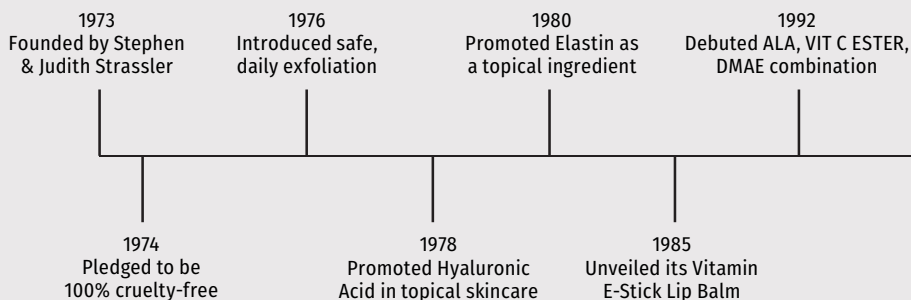 1973
Founded by Stephen
& Judith Strassler
1976
Introduced safe,
daily exfoliation
1980
Promoted Elastin as
a topical ingredient
1992
Debuted ALA, VIT C ESTER,
DMAE combination
1974
Pledged to be
100% cruelty-free
1978
Promoted Hyaluronic
Acid in topical skincare
1985
Unveiled its Vitamin
E-Stick Lip Balm